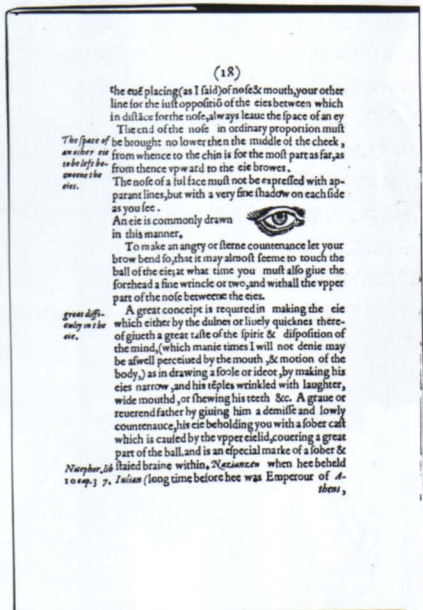 (18)
the euē placing(as I ſaid)of noſe& mouth,your other
line for the iuſt oppoſitiō of the eies between which
in diſtāce forthe noſe,always leaue the ſpace of an ey
The end of the noſe in ordinary proportion muſt
The ſpace of an other eie to be left betweene the eies.
be brought no lower then the middle of the cheek,
from whence to the chin is for the moſt part as far,as
from thence vpward to the eie browes.
The noſe of a ful face muſt not be expreſſed with ap-
parant lines,but with a very fine ſhadow on each ſide
as you ſee.
An eie is commonly drawn
in this manner.
To make an angry or ſterne countenance let your
brow bend ſo,that it may almoſt ſeeme to touch the
ball of the eie;at what time you muſt alſo giue the
forehead a fine wrincle or two,and withall the vpper
part of the noſe betweene the eies.
great diffi-
culty in the
eie.
A great conceipt is required in making the eie
which either by the dulnes or liuely quicknes there-
of giueth a great taſte of the ſpirit & diſpoſition of
the mind,(which manie times I will not denie may
be aſwell perceiued by the mouth,& motion of the
body,) as in drawing a foole or ideot,by making his
eies narrow,and his tēples wrinkled with laughter,
wide mouthd,or ſhewing his teeth &c. A graue or
reuerend father by giuing him a demiſſe and lowly
countenance,his eie beholding you with a ſober caſt
which is cauſed by the vpper eielid,couering a great
part of the ball.and is an eſpecial marke of a ſober &
Nicephor.lib
10 cap.3 7.
ſtaied braine within, Nazianzen when hee beheld
Iulian (long time before hee was Emperour of A-
thens,